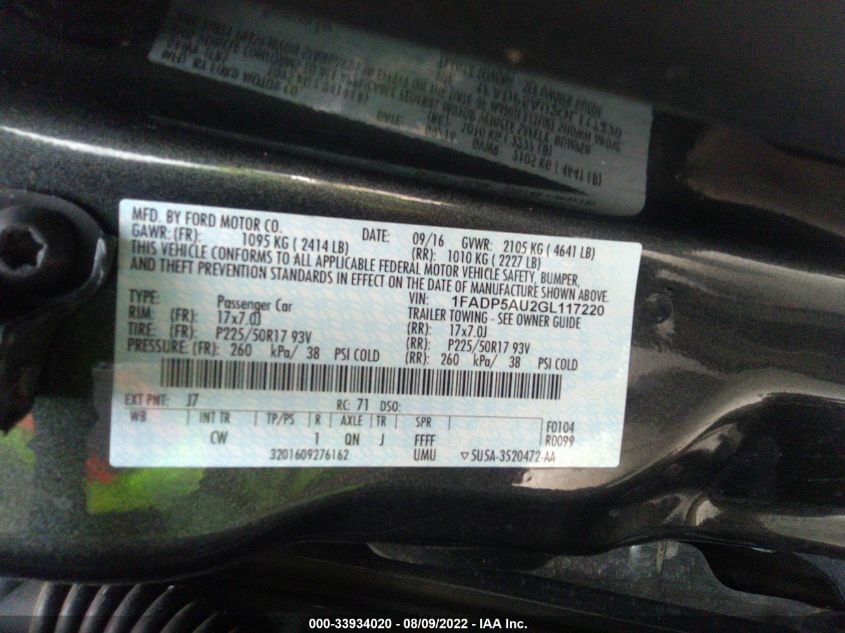 MFD. BY FORD MOTOR CO.
DATE: 09/16 GVWR: 2105 KG ( 4641 LB)
GAWR: (FR): 1095 KG ( 2414 LB) (RR): 1010 KG ( 2227 LB)
THIS VEHICLE CONFORMS TO ALL APPLICABLE FEDERAL MOTOR VEHICLE SAFETY, BUMPER,
AND THEFT PREVENTION STANDARDS IN EFFECT ON THE DATE OF MANUFACTURE SHOWN ABOVE
VIN: 1FADP5AU2GL117220
TYPE: Passenger Car TRAILER TOWING - SEE OWNER GUIDE
RIM: (FR): 17x7.0J (RR): 17x7.0J
TIRE: (FR): P225/50R17 93V (RR): P225/50R17 93V
PRESSURE: (FR): 260 kPa/ 38 PSI COLD (RR): 260 kPa/ 38 PSI COLD
EXT PNT: J7 RC: 71 DSO:
WB INT TR TP/PS R AXLE TR SPR F0104
CW 1 QN J FFFF R0099
3201609276162 UMU ▽5U5A-3520472-AA
000-33934020 - 08/09/2022 - IAA Inc.